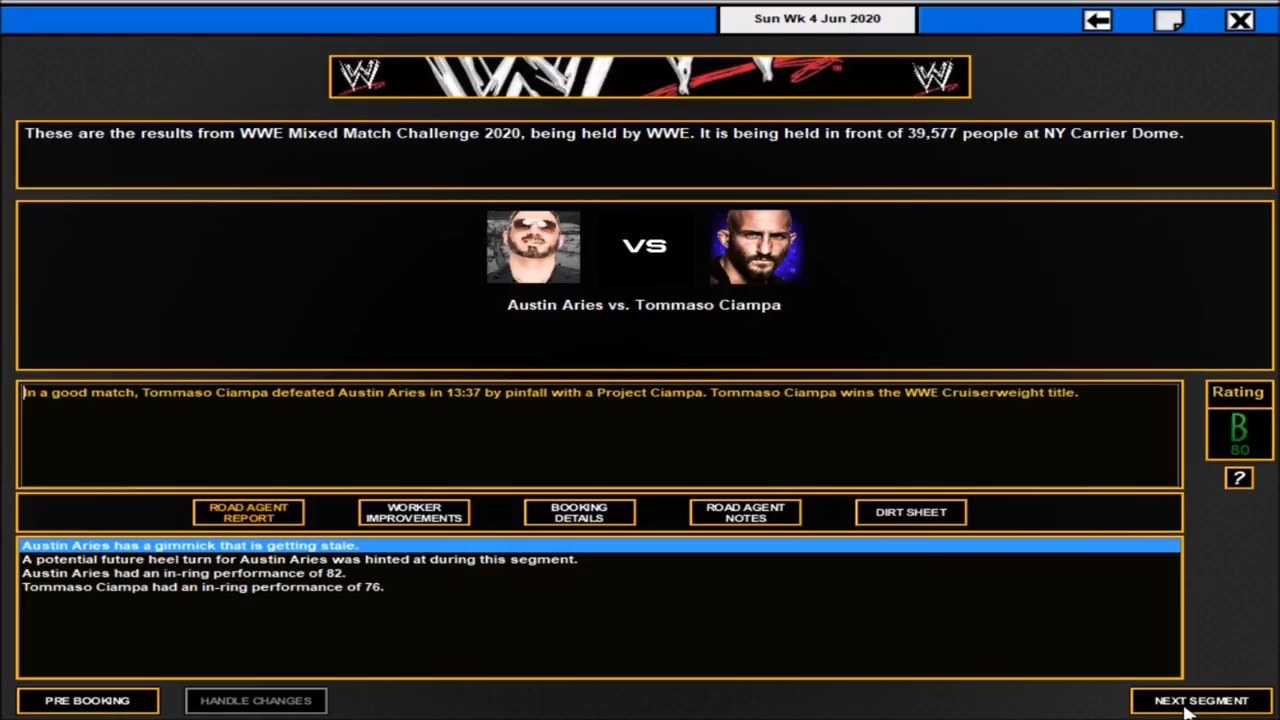 Sun Wk 4 Jun 2020
These are the results from WWE Mixed Match Challenge 2020, being held by WWE. It is being held in front of 39,577 people at NY Carrier Dome.
VS
Austin Aries vs. Tommaso Ciampa
In a good match, Tommaso Ciampa defeated Austin Aries in 13:37 by pinfall with a Project Ciampa. Tommaso Ciampa wins the WWE Cruiserweight title.
Rating
B
80
?
ROAD AGENT REPORT
WORKER IMPROVEMENTS
BOOKING DETAILS
ROAD AGENT NOTES
DIRT SHEET
Austin Aries has a gimmick that is getting stale.
A potential future heel turn for Austin Aries was hinted at during this segment.
Austin Aries had an in-ring performance of 82.
Tommaso Ciampa had an in-ring performance of 76.
PRE BOOKING
HANDLE CHANGES
NEXT SEGMENT